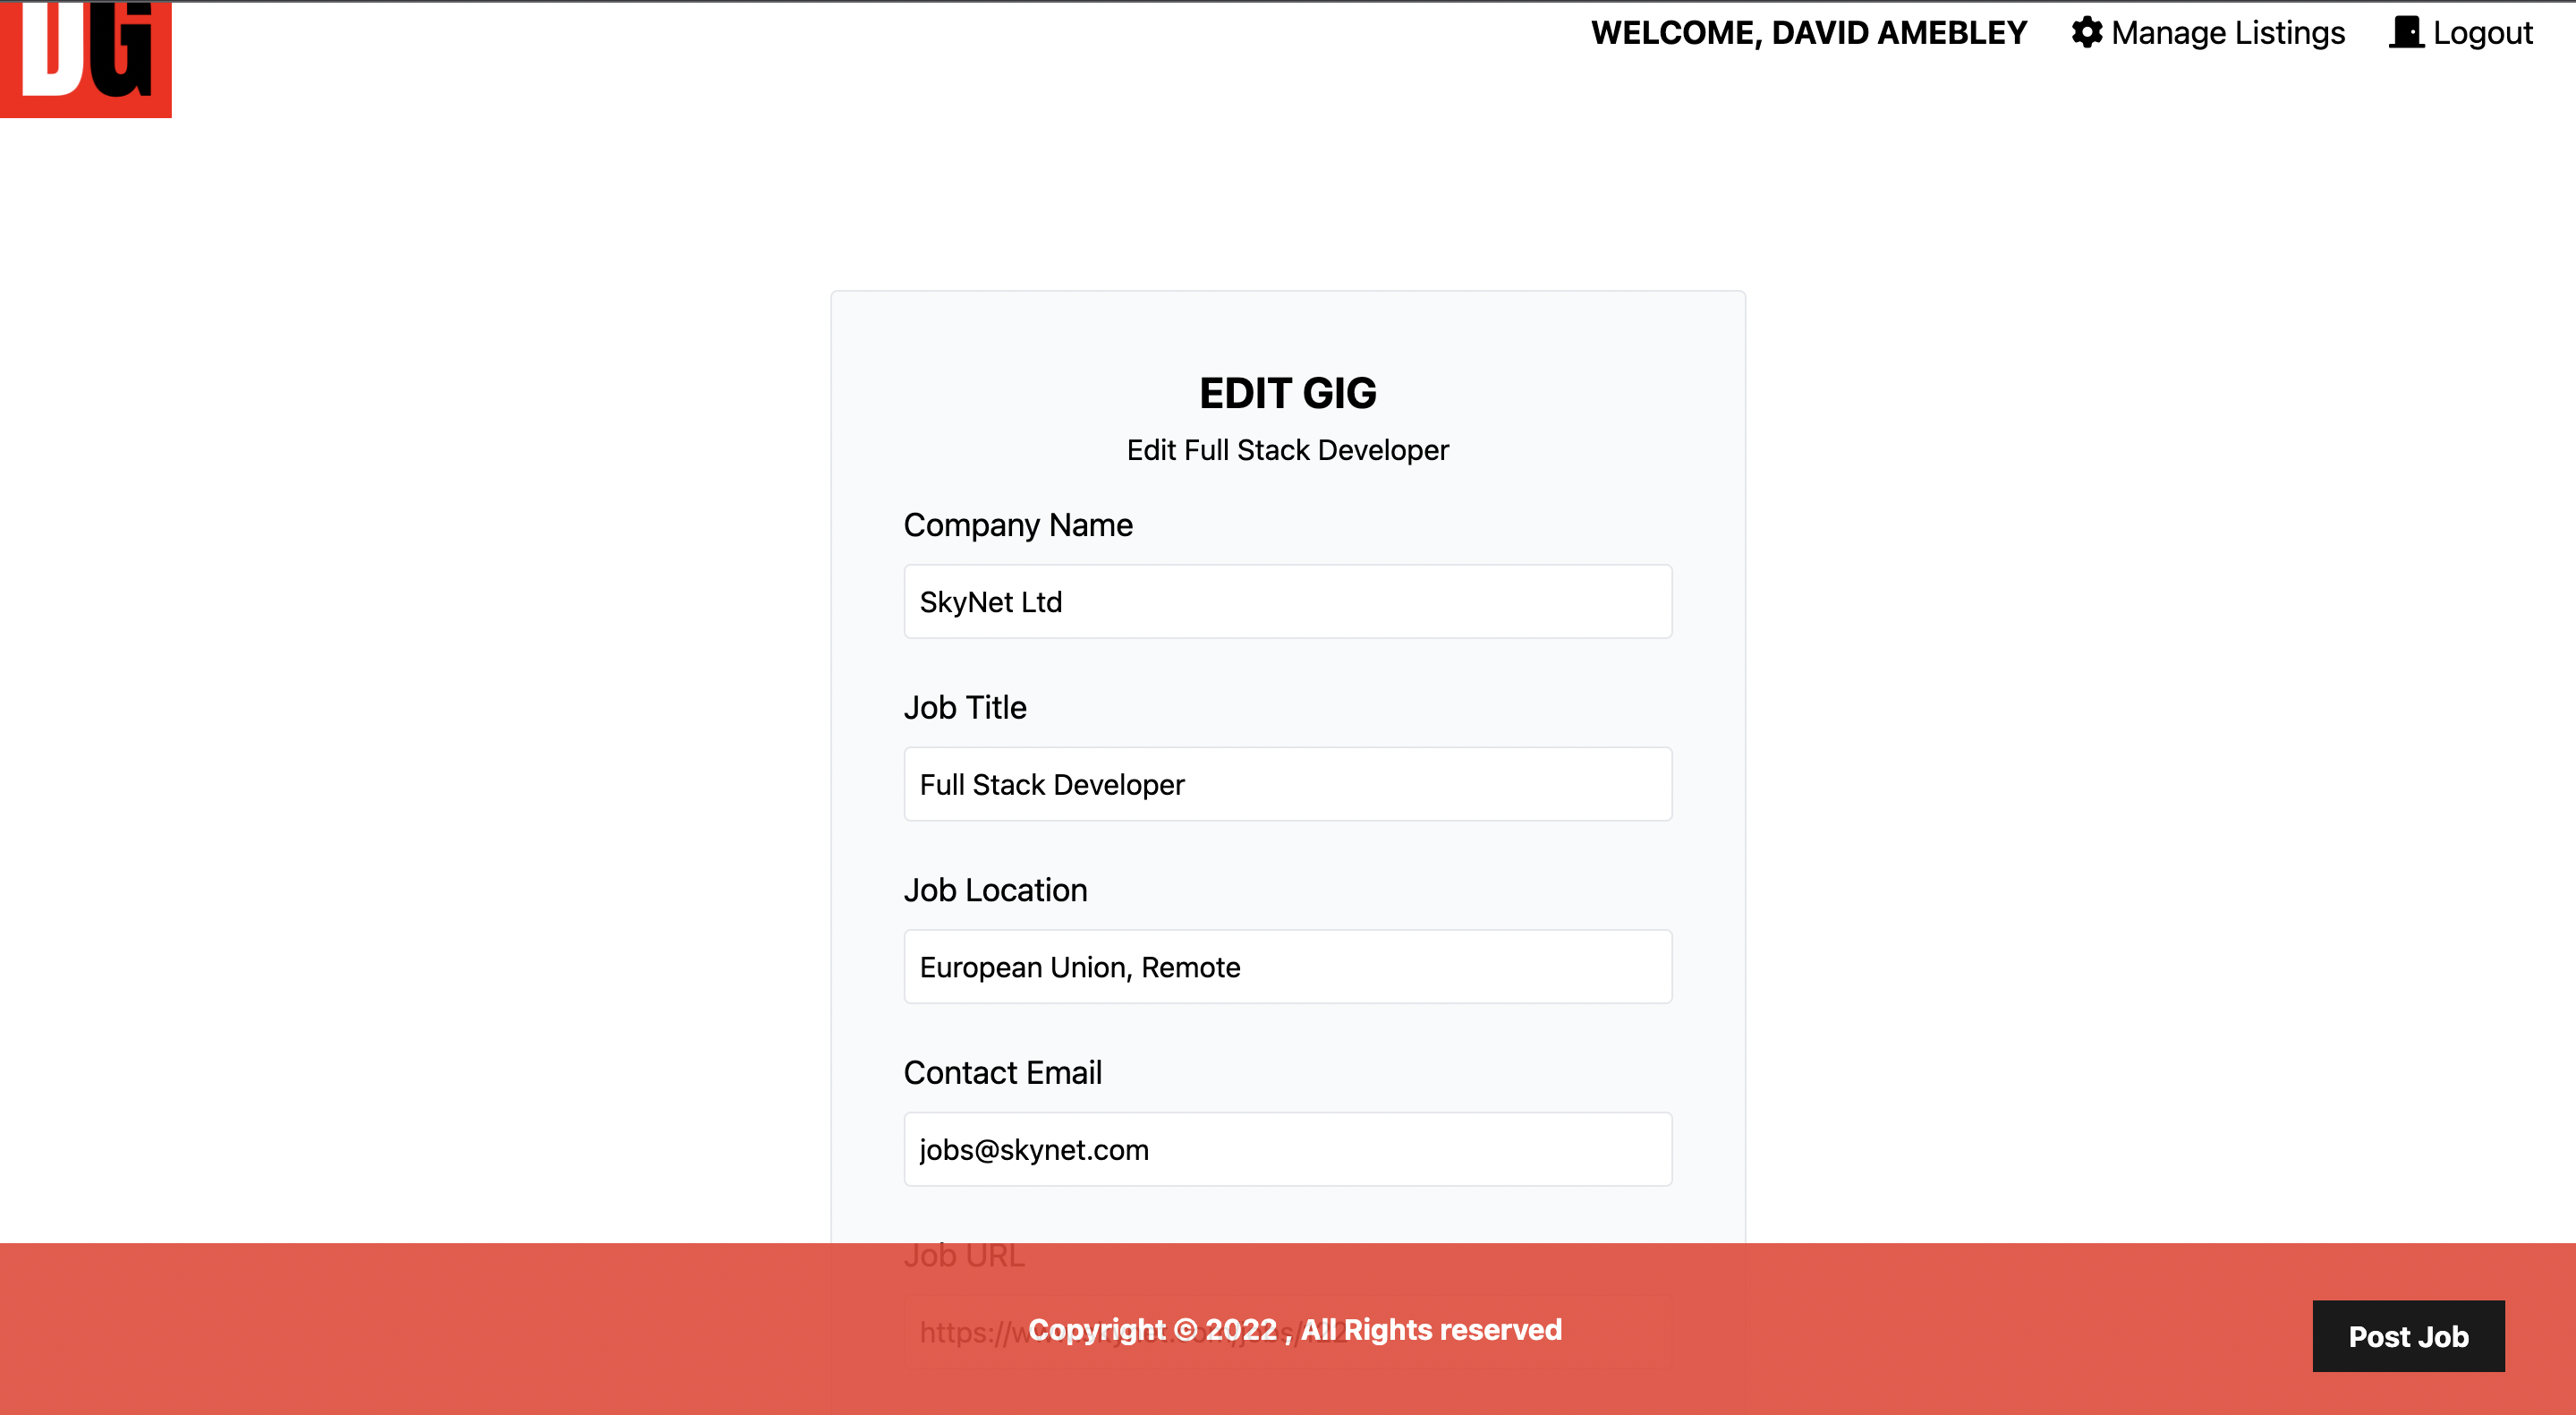 DG
WELCOME, DAVID AMEBLEY
Manage Listings
Logout
EDIT GIG
Edit Full Stack Developer
Company Name
SkyNet Ltd
Job Title
Full Stack Developer
Job Location
European Union, Remote
Contact Email
jobs@skynet.com
Job URL
Copyright © 2022 , All Rights reserved
Post Job